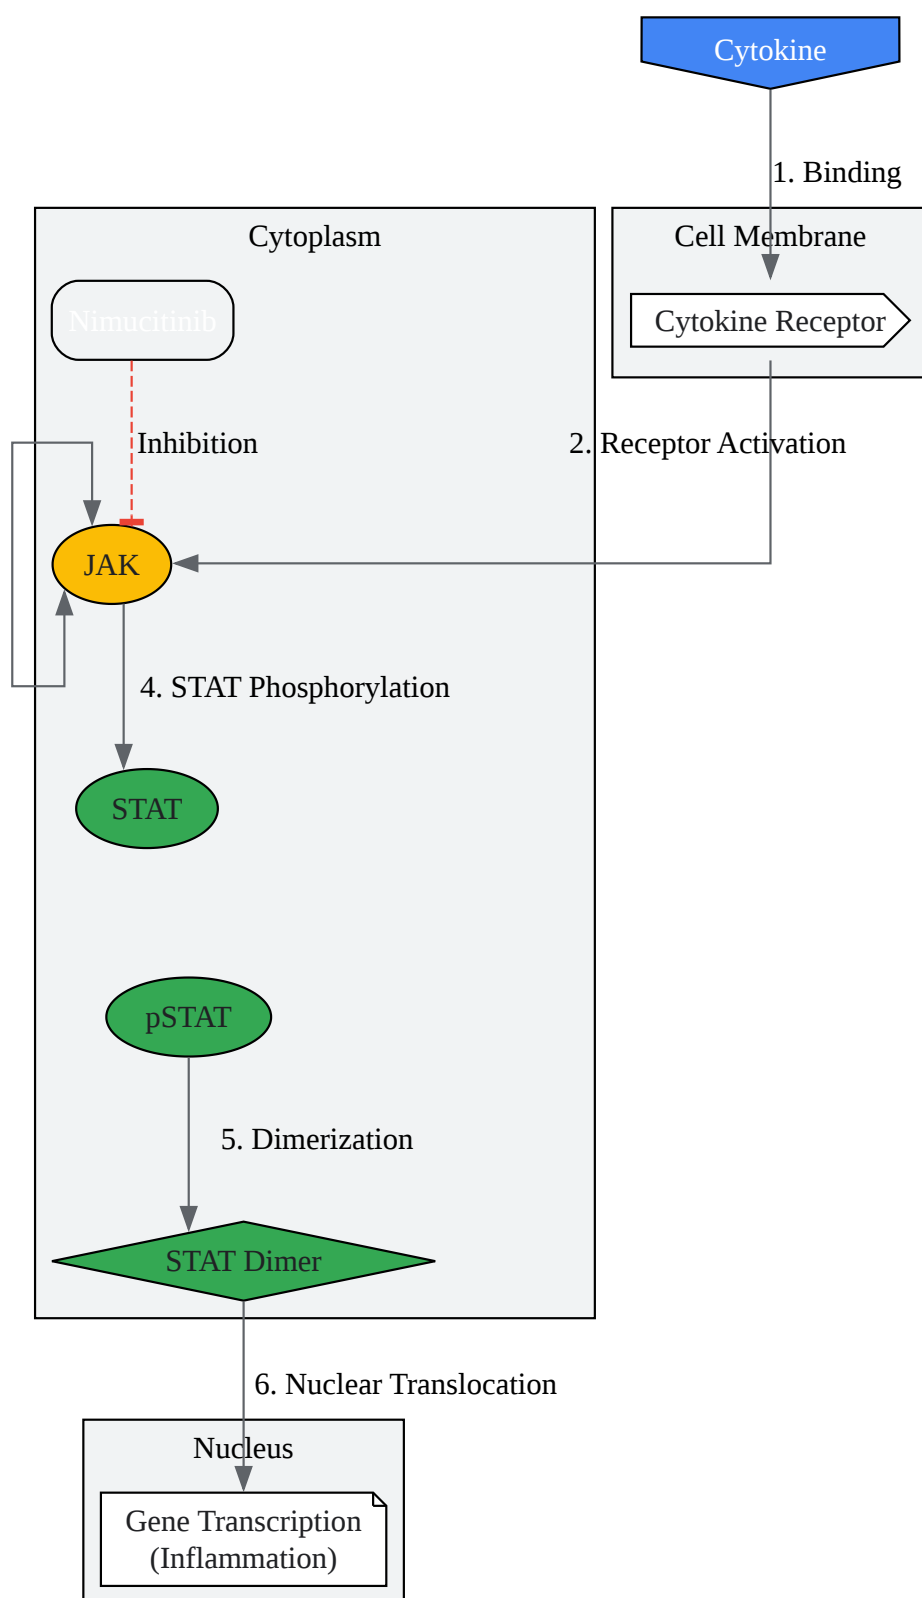 Cytokine
1. Binding
Cytoplasm
Cell Membrane
Nimucitinib
Cytokine Receptor
Inhibition
2. Receptor Activation
JAK
4. STAT Phosphorylation
STAT
pSTAT
5. Dimerization
STAT Dimer
6. Nuclear Translocation
Nucleus
Gene Transcription
(Inflammation)